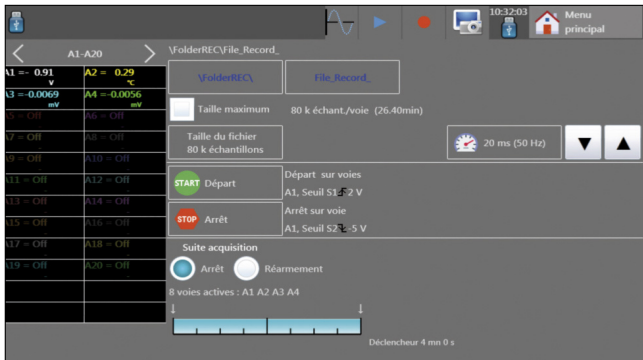 10:32:03
Menu
principal
A1-A20
\FolderREC\File_Record_
A1 =- 0.91
V
A2 = 0.29
°C
A3 =-0.0069
mV
A4 =-0.0056
mV
A5 = Off
A6 = Off
A7 = Off
A8 = Off
A9 = Off
A10 = Off
A11 = Off
A12 = Off
A13 = Off
A14 = Off
A15 = Off
A16 = Off
A17 = Off
A18 = Off
A19 = Off
A20 = Off
\FolderREC\
File_Record_
Taille maximum
80 k échant./voie (26.40min)
Taille du fichier
80 k échantillons
20 ms (50 Hz)
START Départ
Départ sur voies
A1, Seuil S1 2 V
STOP Arrêt
Arrêt sur voie
A1, Seuil S2 -5 V
Suite acquisition
Arrêt
Réarmement
8 voies actives : A1 A2 A3 A4
Déclencheur 4 mn 0 s